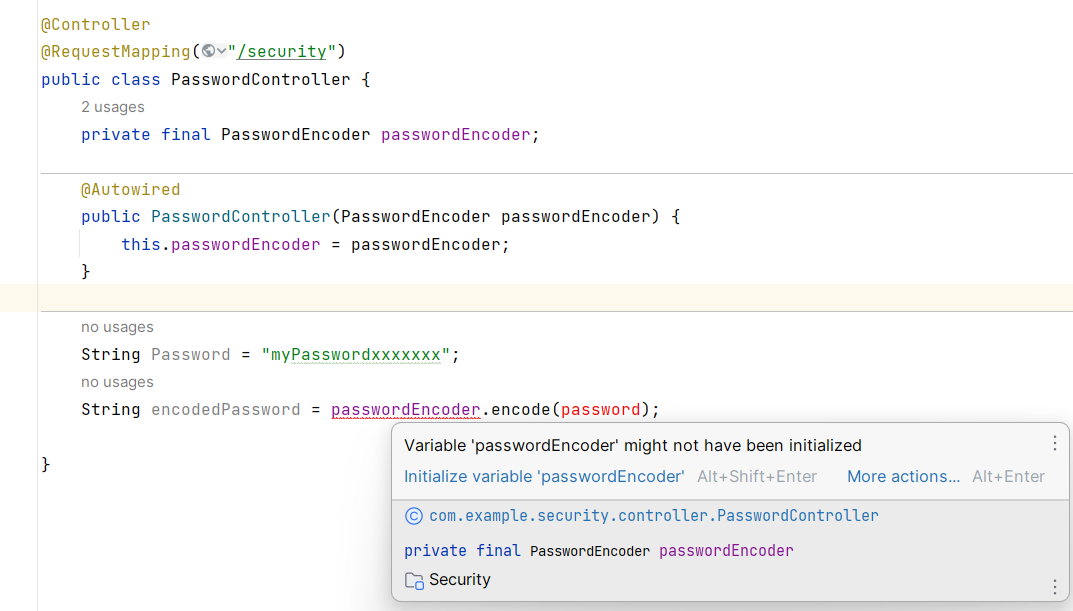 @Controller
@RequestMapping("/security")
public class PasswordController {
2 usages
private final PasswordEncoder passwordEncoder;
@Autowired
public PasswordController(PasswordEncoder passwordEncoder) {
this.passwordEncoder = passwordEncoder;
}
no usages
String Password = "myPasswordxxxxxxx";
no usages
String encodedPassword = passwordEncoder.encode(password);
}
Variable 'passwordEncoder' might not have been initialized
Initialize variable 'passwordEncoder' Alt+Shift+Enter More actions... Alt+Enter
© com.example.security.controller.PasswordController
private final PasswordEncoder passwordEncoder
Security